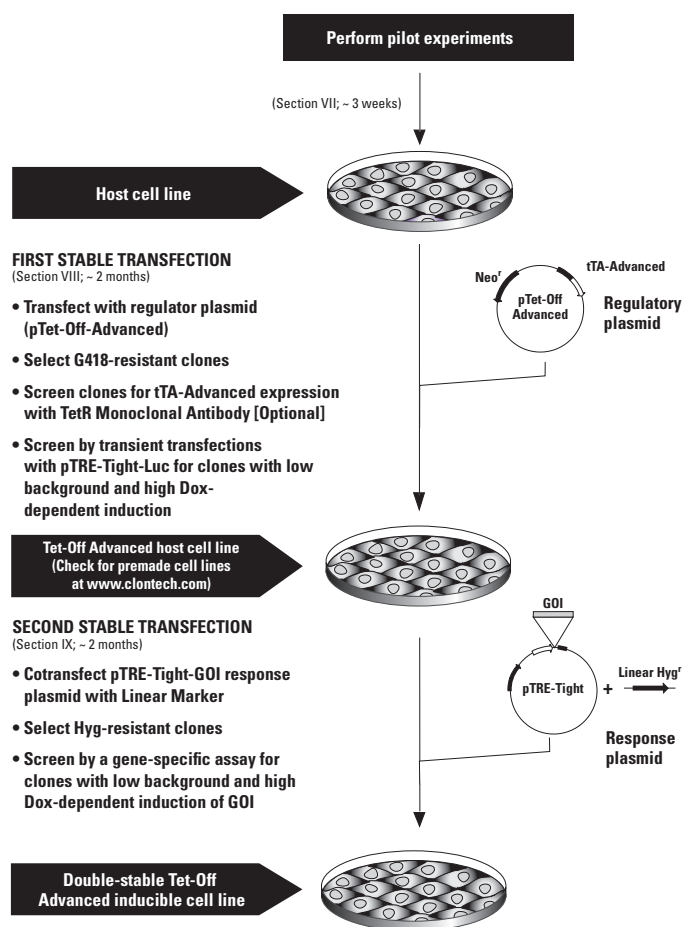 Perform pilot experiments
(Section VII; ~ 3 weeks)
Host cell line
FIRST STABLE TRANSFECTION
(Section VIII; ~ 2 months)
• Transfect with regulator plasmid
(pTet-Off-Advanced)
• Select G418-resistant clones
• Screen clones for tTA-Advanced expression
with TetR Monoclonal Antibody [Optional]
• Screen by transient transfections
with pTRE-Tight-Luc for clones with low
background and high Dox-
dependent induction
Neoʳ
tTA-Advanced
pTet-Off
Advanced
Regulatory
plasmid
Tet-Off Advanced host cell line
(Check for premade cell lines
at www.clontech.com)
SECOND STABLE TRANSFECTION
(Section IX; ~ 2 months)
• Cotransfect pTRE-Tight-GOI response
plasmid with Linear Marker
• Select Hyg-resistant clones
• Screen by a gene-specific assay for
clones with low background and high
Dox-dependent induction of GOI
GOI
pTRE-Tight
+
Linear Hygʳ
Response
plasmid
Double-stable Tet-Off
Advanced inducible cell line